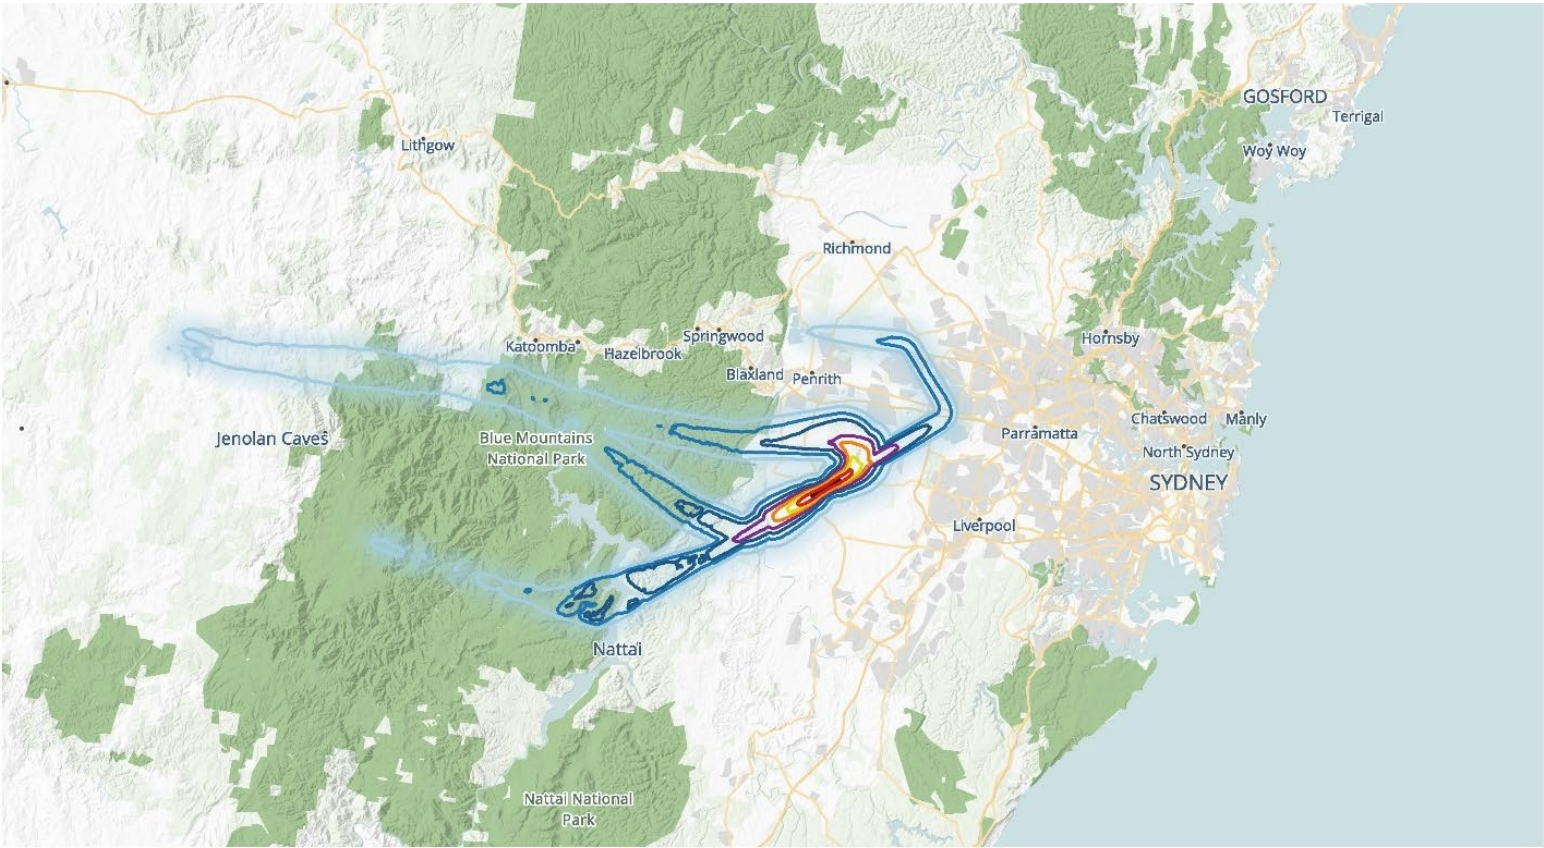 GOSFORD
Terrigal
Lithgow
Woy Woy
Richmond
Springwood
Hornsby
Katoomba
Hazelbrook
Blaxland
Penrith
Chatswood
Manly
Parramatta
Jenolan Caves
Blue Mountains
National Park
North Sydney
SYDNEY
Liverpool
Nattai
Nattai National
Park